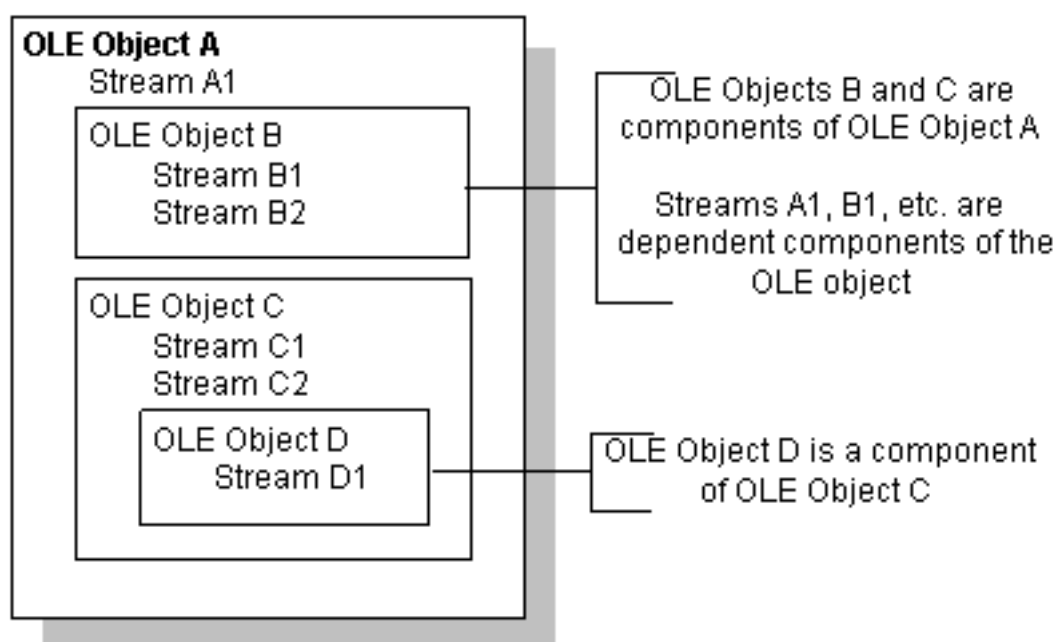 OLE Object A
Stream A1
OLE Object B
Stream B1
Stream B2
OLE Object C
Stream C1
Stream C2
OLE Object D
Stream D1
OLE Objects B and C are
components of OLE Object A
Streams A1, B1, etc. are
dependent components of the
OLE object
OLE Object D is a component
of OLE Object C